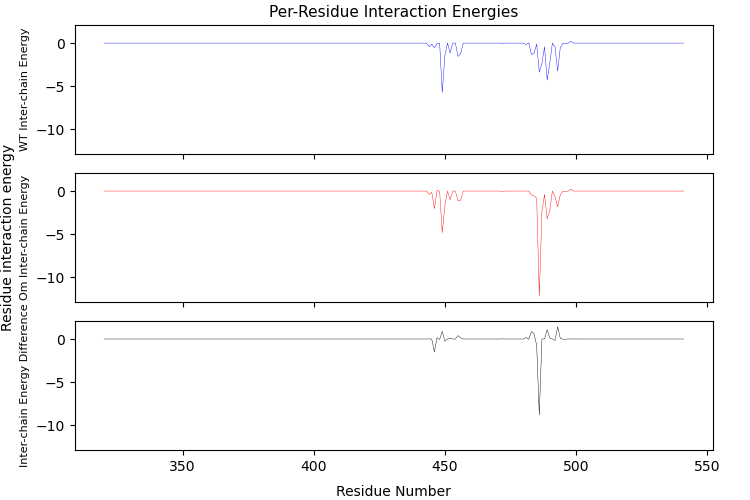 Per-Residue Interaction Energies
Residue interaction energy
WT Inter-chain Energy
0
−5
−10
Om Inter-chain Energy
0
−5
−10
Inter-chain Energy Difference
0
−5
−10
350
400
450
500
550
Residue Number